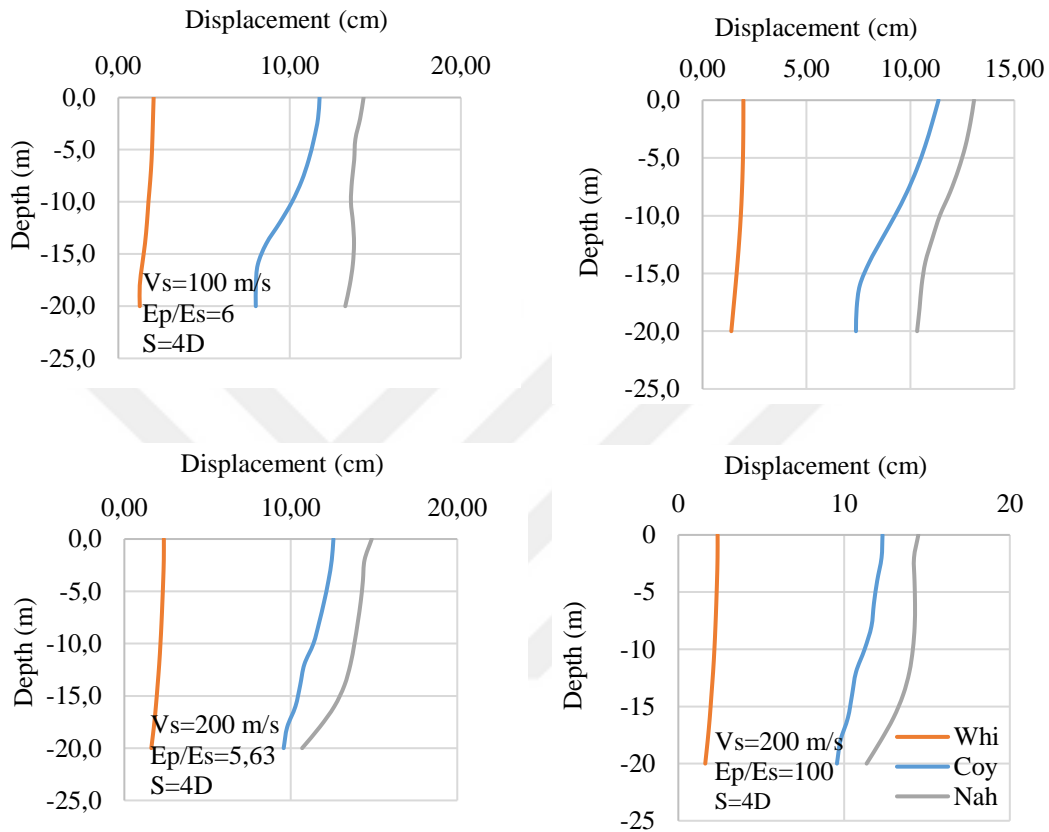 Displacement (cm)
0,00 10,00 20,00
0,0
-5,0
-10,0
-15,0
-20,0
-25,0
Depth (m)
Vs=100 m/s
Ep/Es=6
S=4D
Displacement (cm)
0,00 5,00 10,00 15,00
0,0
-5,0
-10,0
-15,0
-20,0
-25,0
Depth (m)
Displacement (cm)
0,00 10,00 20,00
0,0
-5,0
-10,0
-15,0
-20,0
-25,0
Depth (m)
Vs=200 m/s
Ep/Es=5,63
S=4D
Displacement (cm)
0 10 20
0
-5
-10
-15
-20
-25
Depth (m)
Vs=200 m/s
Ep/Es=100
S=4D
Whi
Coy
Nah